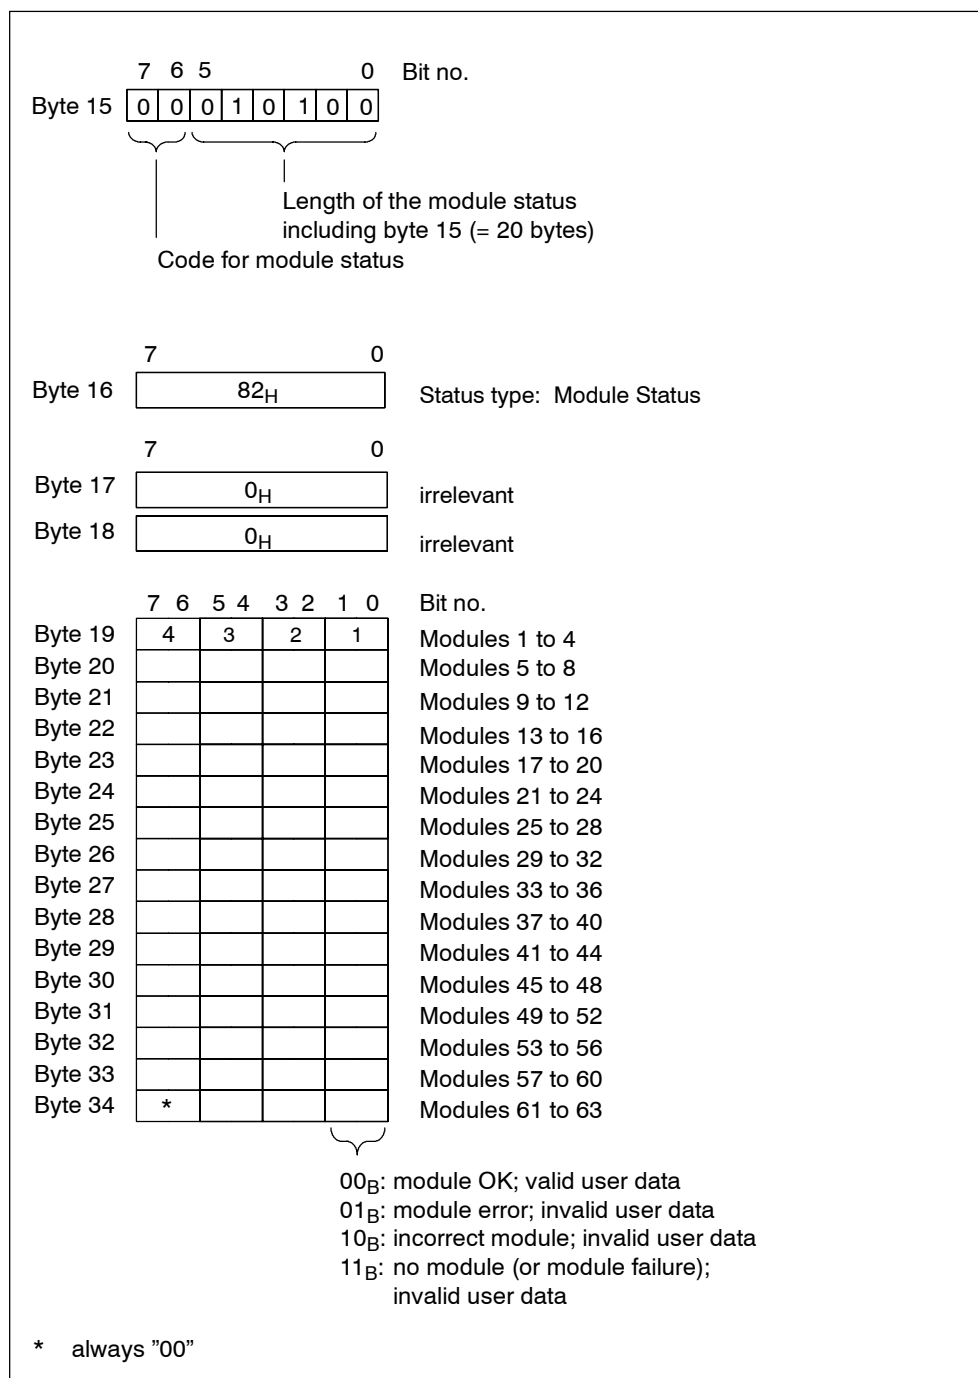 7 6 5 0 Bit no.
Byte 15 0 0 0 1 0 1 0 0
Length of the module status
including byte 15 (= 20 bytes)
Code for module status
7 0
Byte 16 82H Status type: Module Status
7 0
Byte 17 0H irrelevant
Byte 18 0H irrelevant
7 6 5 4 3 2 1 0 Bit no.
Byte 19 4 3 2 1 Modules 1 to 4
Byte 20 Modules 5 to 8
Byte 21 Modules 9 to 12
Byte 22 Modules 13 to 16
Byte 23 Modules 17 to 20
Byte 24 Modules 21 to 24
Byte 25 Modules 25 to 28
Byte 26 Modules 29 to 32
Byte 27 Modules 33 to 36
Byte 28 Modules 37 to 40
Byte 29 Modules 41 to 44
Byte 30 Modules 45 to 48
Byte 31 Modules 49 to 52
Byte 32 Modules 53 to 56
Byte 33 Modules 57 to 60
Byte 34 * Modules 61 to 63
00B: module OK; valid user data
01B: module error; invalid user data
10B: incorrect module; invalid user data
11B: no module (or module failure);
invalid user data
* always ”00”